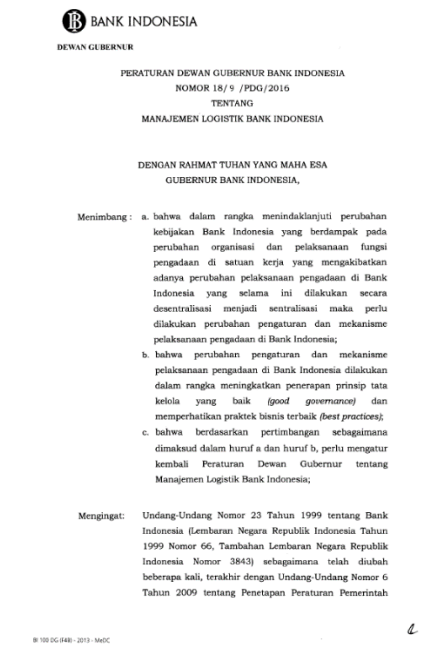 BANK INDONESIA
DEWAN GUBERNUR
PERATURAN DEWAN GUBERNUR BANK INDONESIA
NOMOR 18/ 9 /PDG/2016
TENTANG
MANAJEMEN LOGISTIK BANK INDONESIA
DENGAN RAHMAT TUHAN YANG MAHA ESA
GUBERNUR BANK INDONESIA,
Menimbang : a. bahwa dalam rangka menindaklanjuti perubahan
kebijakan Bank Indonesia yang berdampak pada
perubahan organisasi dan pelaksanaan fungsi
pengadaan di satuan kerja yang mengakibatkan
adanya perubahan pelaksanaan pengadaan di Bank
Indonesia yang selama ini dilakukan secara
desentralisasi menjadi sentralisasi maka perlu
dilakukan perubahan pengaturan dan mekanisme
pelaksanaan pengadaan di Bank Indonesia;
b. bahwa perubahan pengaturan dan mekanisme
pelaksanaan pengadaan di Bank Indonesia dilakukan
dalam rangka meningkatkan penerapan prinsip tata
kelola yang baik (good governance) dan
memperhatikan praktek bisnis terbaik (best practices);
c. bahwa berdasarkan pertimbangan sebagaimana
dimaksud dalam huruf a dan huruf b, perlu mengatur
kembali Peraturan Dewan Gubernur tentang
Manajemen Logistik Bank Indonesia;
Mengingat: Undang-Undang Nomor 23 Tahun 1999 tentang Bank
Indonesia (Lembaran Negara Republik Indonesia Tahun
1999 Nomor 66, Tambahan Lembaran Negara Republik
Indonesia Nomor 3843) sebagaimana telah diubah
beberapa kali, terakhir dengan Undang-Undang Nomor 6
Tahun 2009 tentang Penetapan Peraturan Pemerintah
BI 100 DG (F4B) - 2013 - MeDC